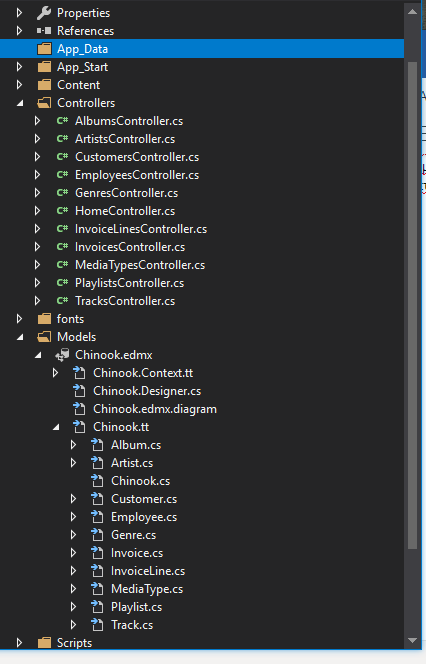 Properties
References
App_Data
App_Start
Content
Controllers
C# AlbumsController.cs
C# ArtistsController.cs
C# CustomersController.cs
C# EmployeesController.cs
C# GenresController.cs
C# HomeController.cs
C# InvoiceLinesController.cs
C# InvoicesController.cs
C# MediaTypesController.cs
C# PlaylistsController.cs
C# TracksController.cs
fonts
Models
Chinook.edmx
Chinook.Context.tt
Chinook.Designer.cs
Chinook.edmx.diagram
Chinook.tt
Album.cs
Artist.cs
Chinook.cs
Customer.cs
Employee.cs
Genre.cs
Invoice.cs
InvoiceLine.cs
MediaType.cs
Playlist.cs
Track.cs
Scripts